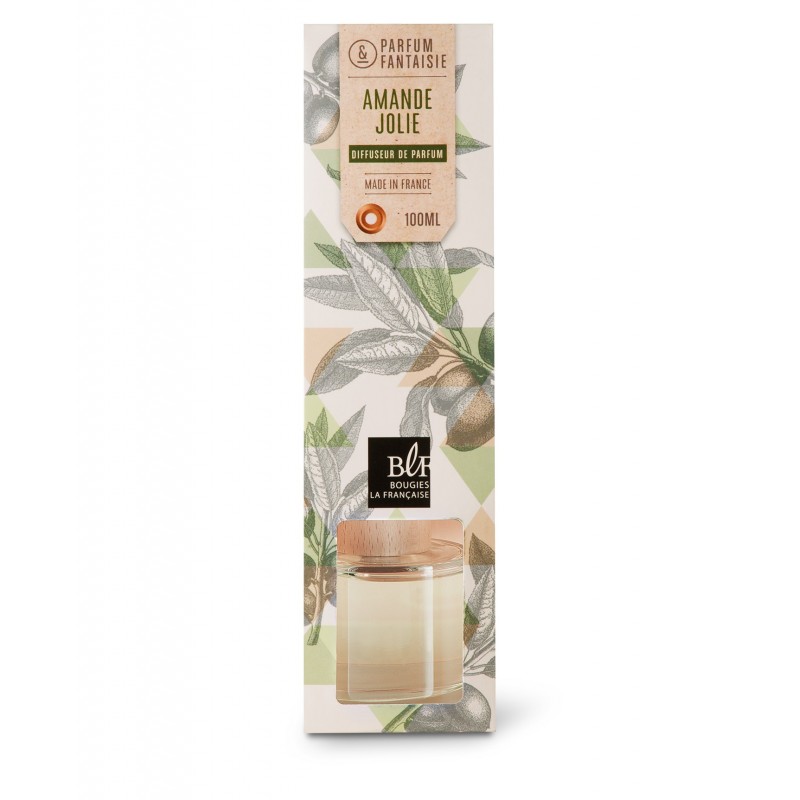 &
PARFUM
FANTAISIE
AMANDE
JOLIE
DIFFUSEUR DE PARFUM
MADE IN FRANCE
100ML
BlF
BOUGIES
LA FRANÇAISE